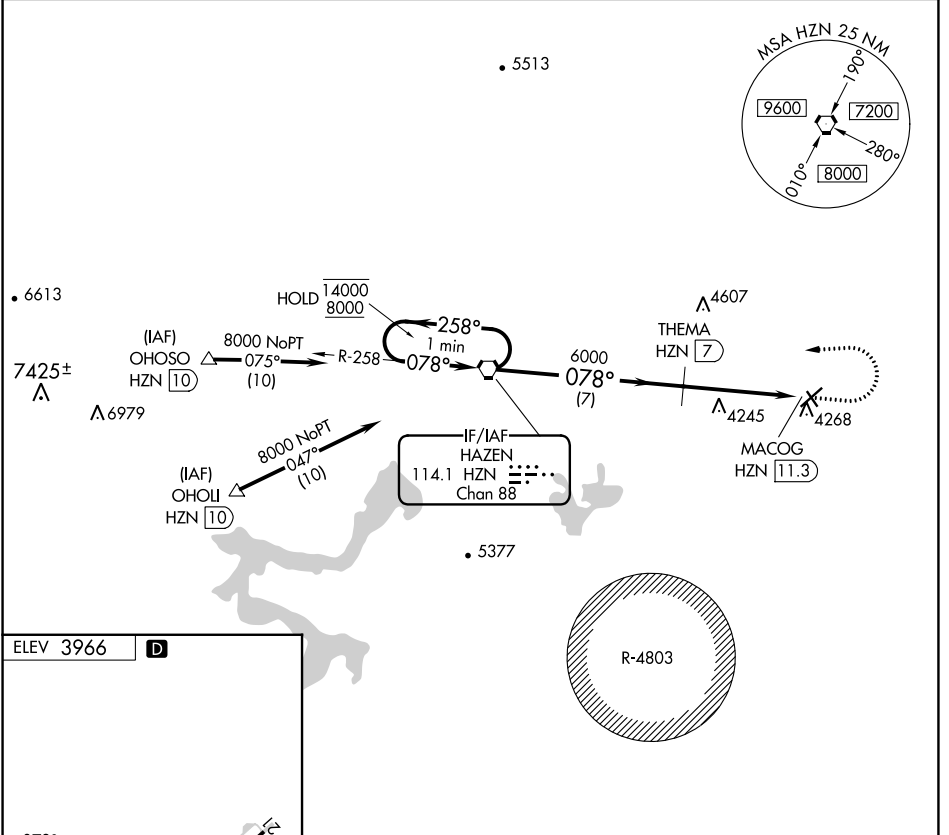 MSA HZN 25 NM
190°
9600
7200
280°
010°
8000
5513
6613
HOLD 14000
8000
258°
1 min
078°
R-258
(IAF)
OHOSO
HZN 10
8000 NoPT
075°
(10)
7425±
6979
6000
078°
(7)
4607
THEMA
HZN 7
4245
4268
MACOG
HZN 11.3
(IAF)
OHOLI
HZN 10
8000 NoPT
047°
(10)
IF/IAF
HAZEN
114.1 HZN
Chan 88
5377
R-4803
ELEV 3966 D
21